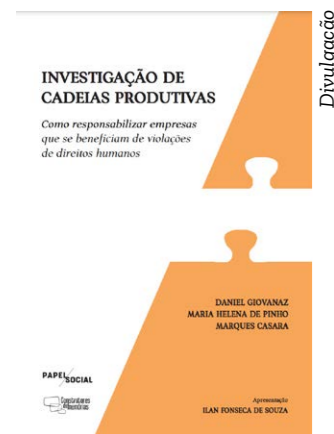 Divulgacão
INVESTIGAÇÃO DE
CADEIAS PRODUTIVAS
Como responsabilizar empresas
que se beneficiam de violações
de direitos humanos
DANIEL GIOVANAZ
MARIA HELENA DE PINHO
MARQUES CASARA
PAPEL SOCIAL
Apresentação
ILAN FONSECA DE SOUZA